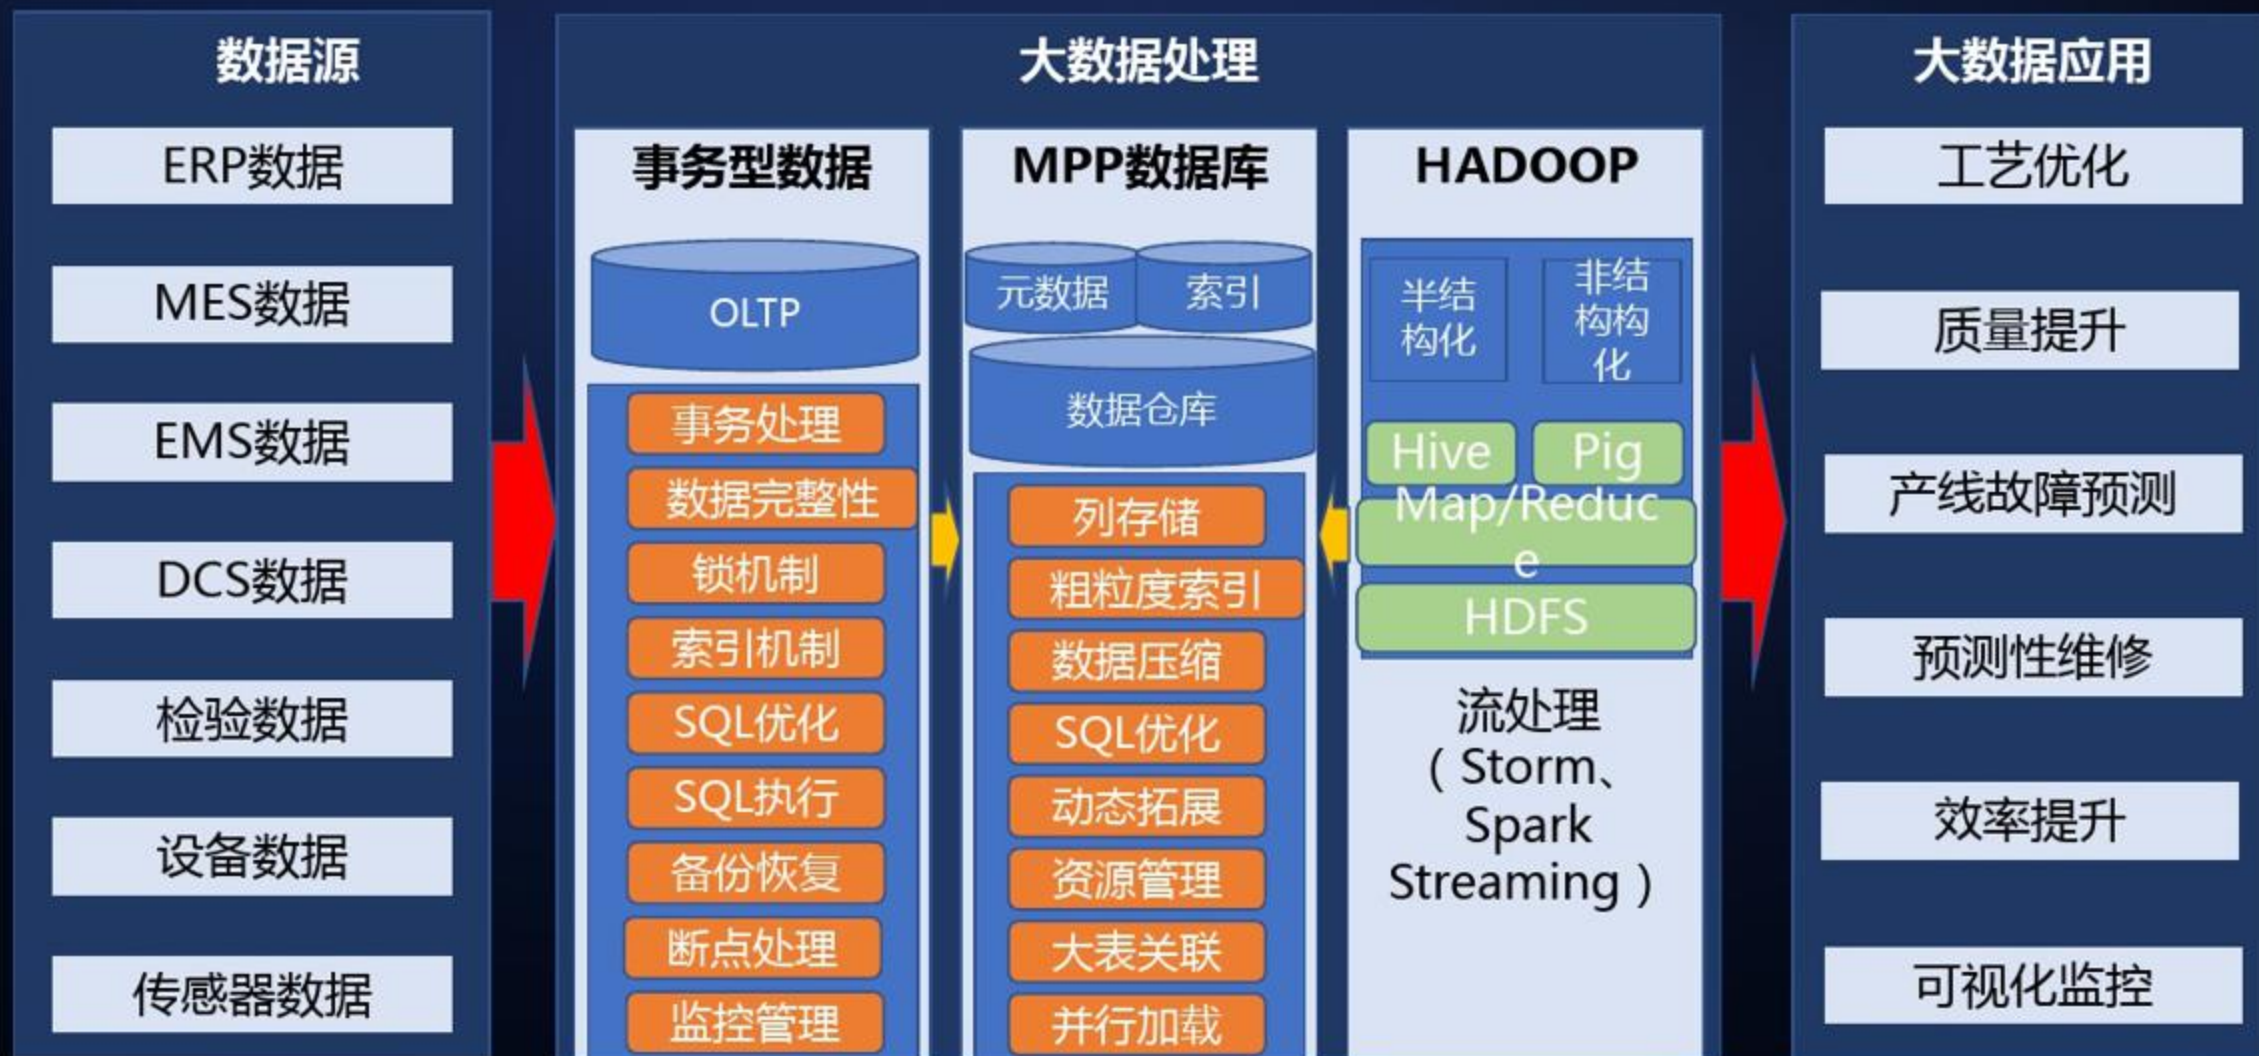 数据源
ERP数据
MES数据
EMS数据
DCS数据
检验数据
设备数据
传感器数据
大数据处理
事务型数据
OLTP
事务处理
数据完整性
锁机制
索引机制
SQL优化
SQL执行
备份恢复
断点处理
监控管理
MPP数据库
元数据
索引
数据仓库
列存储
粗粒度索引
数据压缩
SQL优化
动态拓展
资源管理
大表关联
并行加载
HADOOP
半结
构化
非结
构构
化
Hive
Pig
Map/Reduc
e
HDFS
流处理
（Storm、
Spark
Streaming）
大数据应用
工艺优化
质量提升
产线故障预测
预测性维修
效率提升
可视化监控